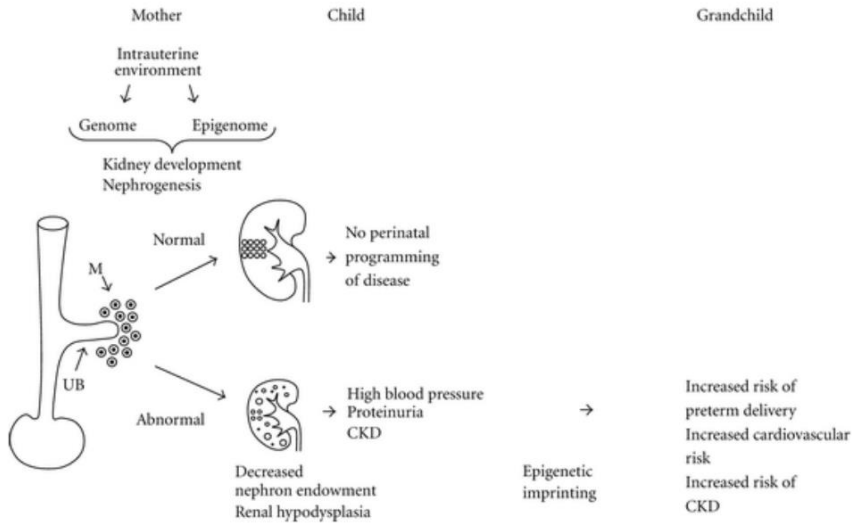 Mother
Child
Grandchild
Intrauterine
environment
Genome
Epigenome
Kidney development
Nephrogenesis
Normal
No perinatal
programming
of disease
M
UB
Abnormal
High blood pressure
Proteinuria
CKD
Decreased
nephron endowment
Renal hypodysplasia
Epigenetic
imprinting
Increased risk of
preterm delivery
Increased cardiovascular
risk
Increased risk of
CKD